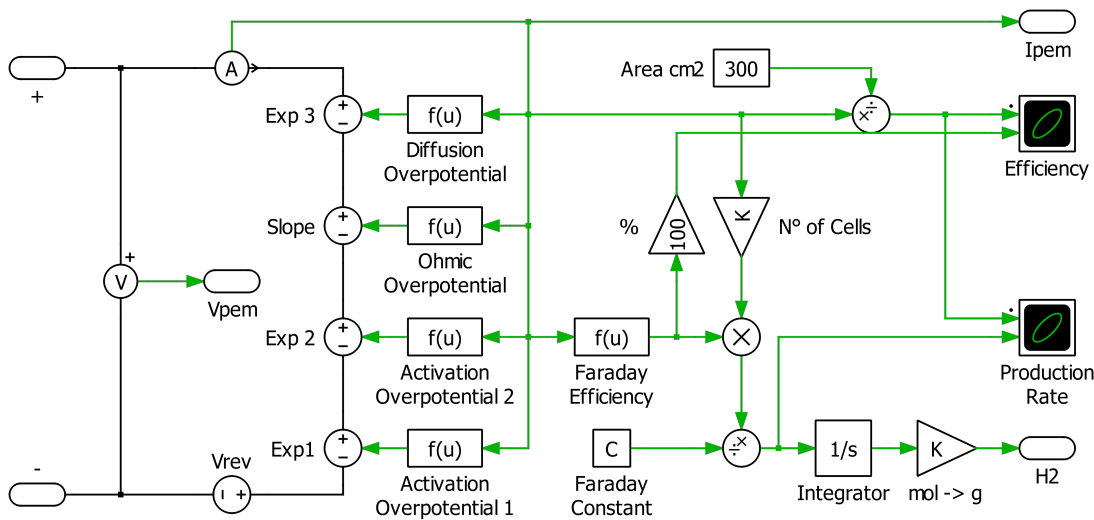 Ipem
A
+
Area cm2
300
÷
×
Exp 3
+
−
f(u)
Diffusion
Overpotential
Efficiency
Slope
+
−
f(u)
Ohmic
Overpotential
%
100
K
N° of Cells
+
V
Vpem
Exp 2
+
−
f(u)
Activation
Overpotential 2
f(u)
Faraday
Efficiency
×
Production
Rate
Exp1
+
−
f(u)
Activation
Overpotential 1
C
Faraday
Constant
×
÷
1/s
Integrator
K
mol -> g
H2
-
Vrev
− +